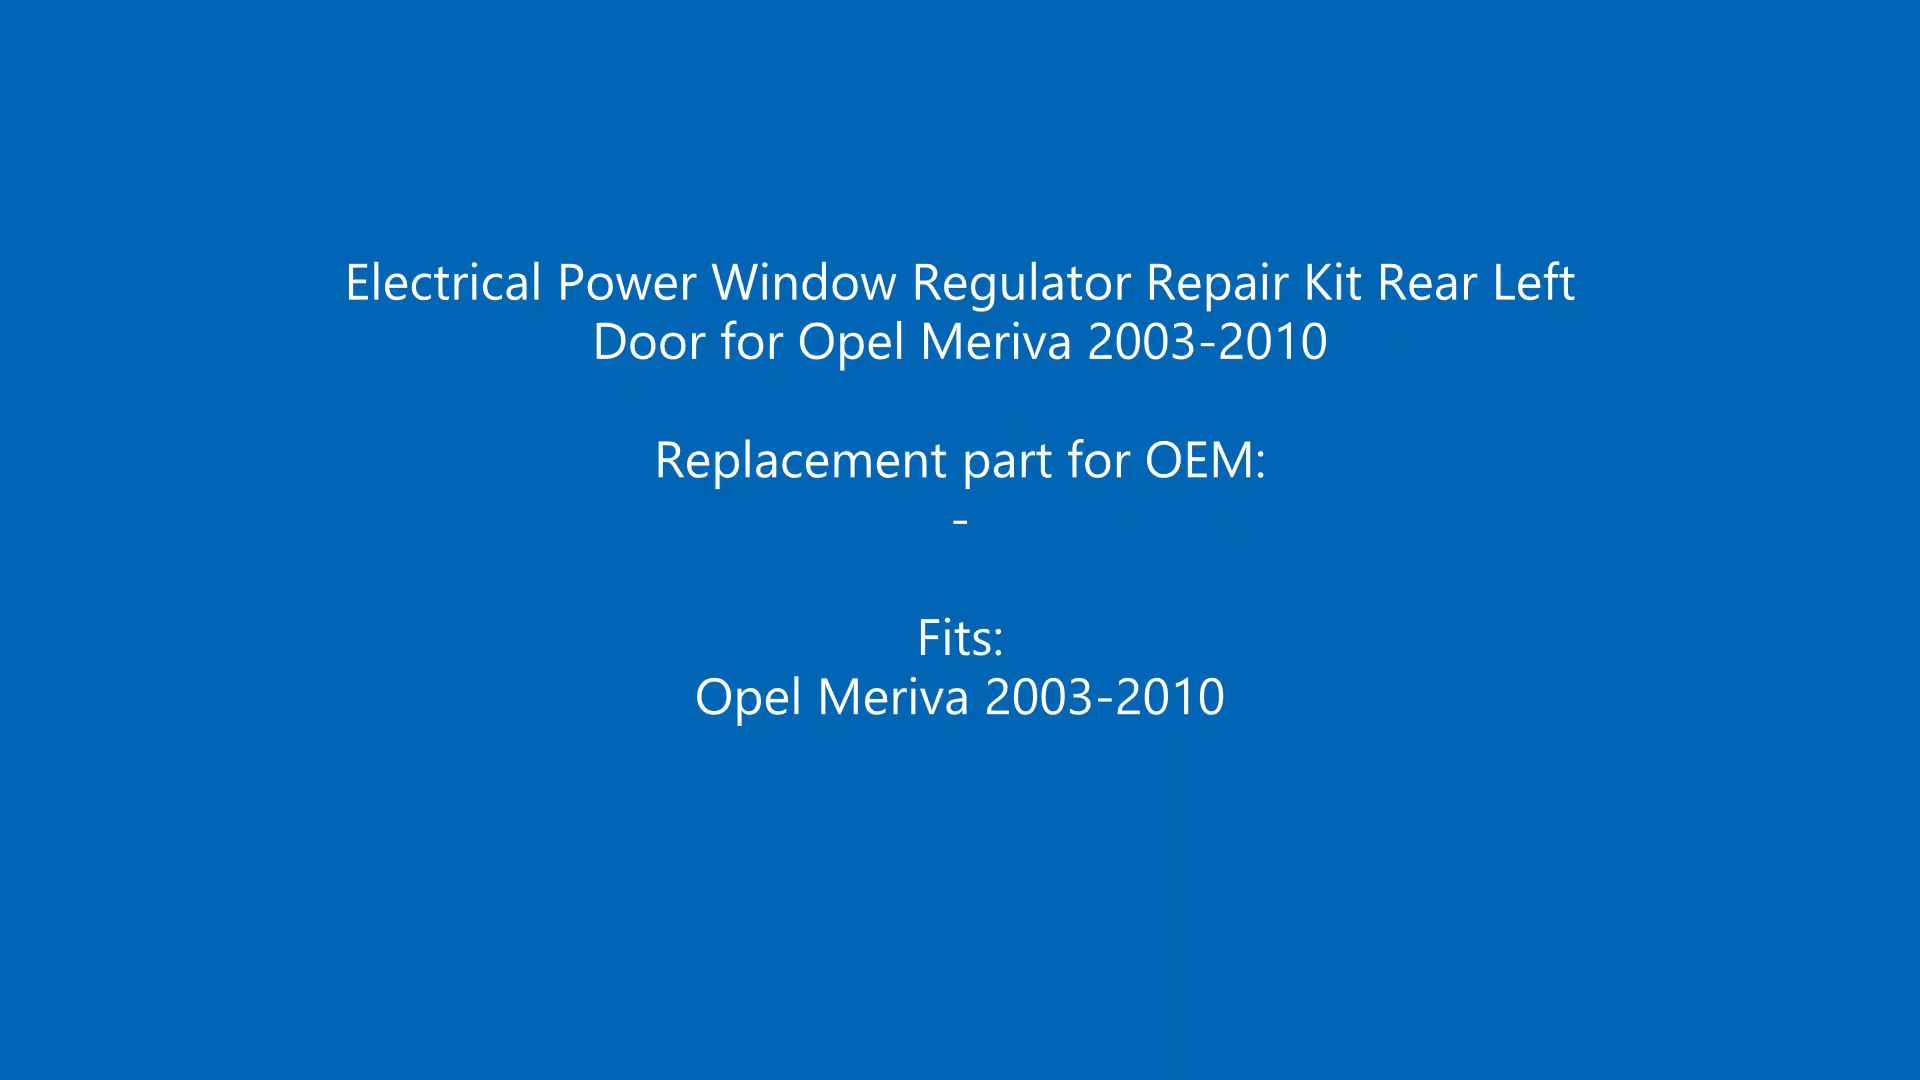 Electrical Power Window Regulator Repair Kit Rear Left
Door for Opel Meriva 2003-2010
Replacement part for OEM:
-
Fits:
Opel Meriva 2003-2010